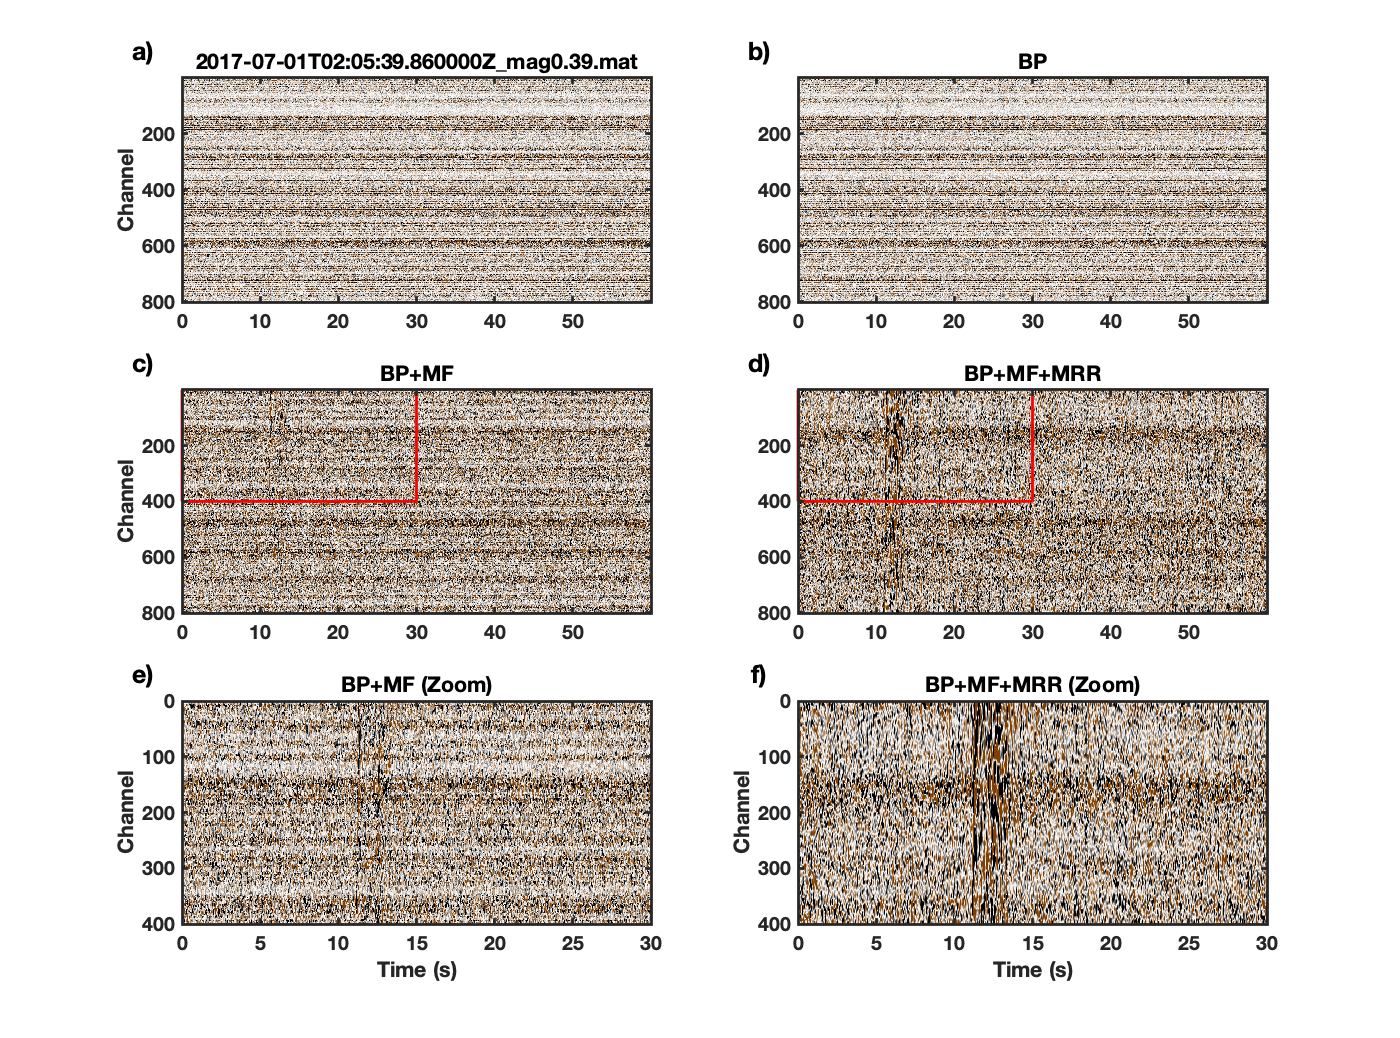 a)
2017-07-01T02:05:39.860000Z_mag0.39.mat
Channel
200
400
600
800
0 10 20 30 40 50
b)
BP
200
400
600
800
0 10 20 30 40 50
c)
BP+MF
Channel
200
400
600
800
0 10 20 30 40 50
d)
BP+MF+MRR
200
400
600
800
0 10 20 30 40 50
e)
BP+MF (Zoom)
Channel
0
100
200
300
400
0 5 10 15 20 25 30
Time (s)
f)
BP+MF+MRR (Zoom)
Channel
0
100
200
300
400
0 5 10 15 20 25 30
Time (s)